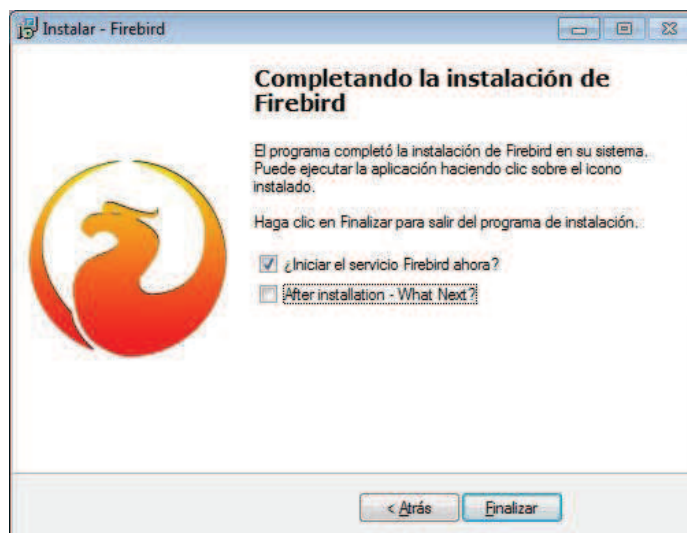 Instalar - Firebird
Completando la instalación de
Firebird
El programa completó la instalación de Firebird en su sistema.
Puede ejecutar la aplicación haciendo clic sobre el icono
instalado.
Haga clic en Finalizar para salir del programa de instalación.
¿Iniciar el servicio Firebird ahora?
After installation - What Next?
< Atrás
Finalizar